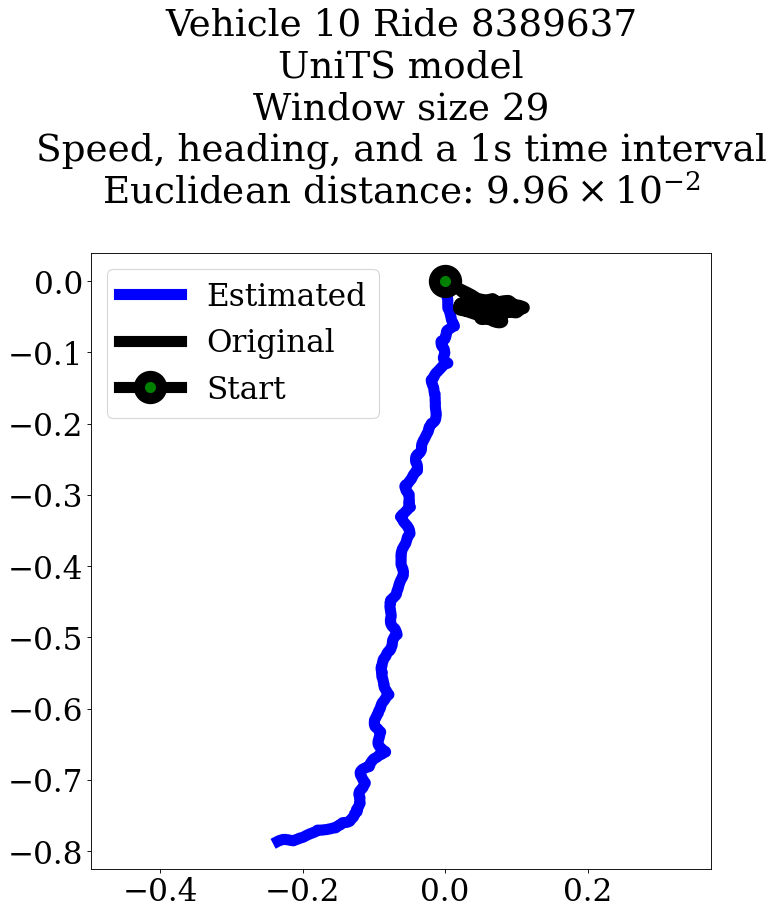 Vehicle 10 Ride 8389637
UniTS model
Window size 29
Speed, heading, and a 1s time interval
Euclidean distance: 9.96 × 10⁻²
Estimated
Original
Start
0.0
−0.1
−0.2
−0.3
−0.4
−0.5
−0.6
−0.7
−0.8
−0.4
−0.2
0.0
0.2